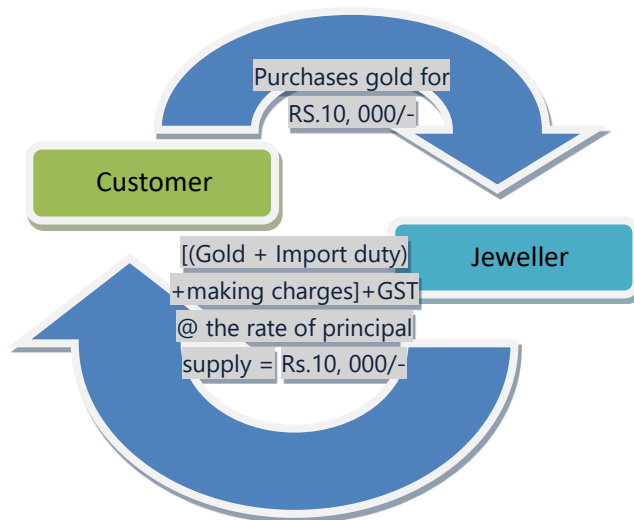 Purchases gold for
RS.10, 000/-
Customer
Jeweller
[(Gold + Import duty)
+making charges]+GST
@ the rate of principal
supply = Rs.10, 000/-